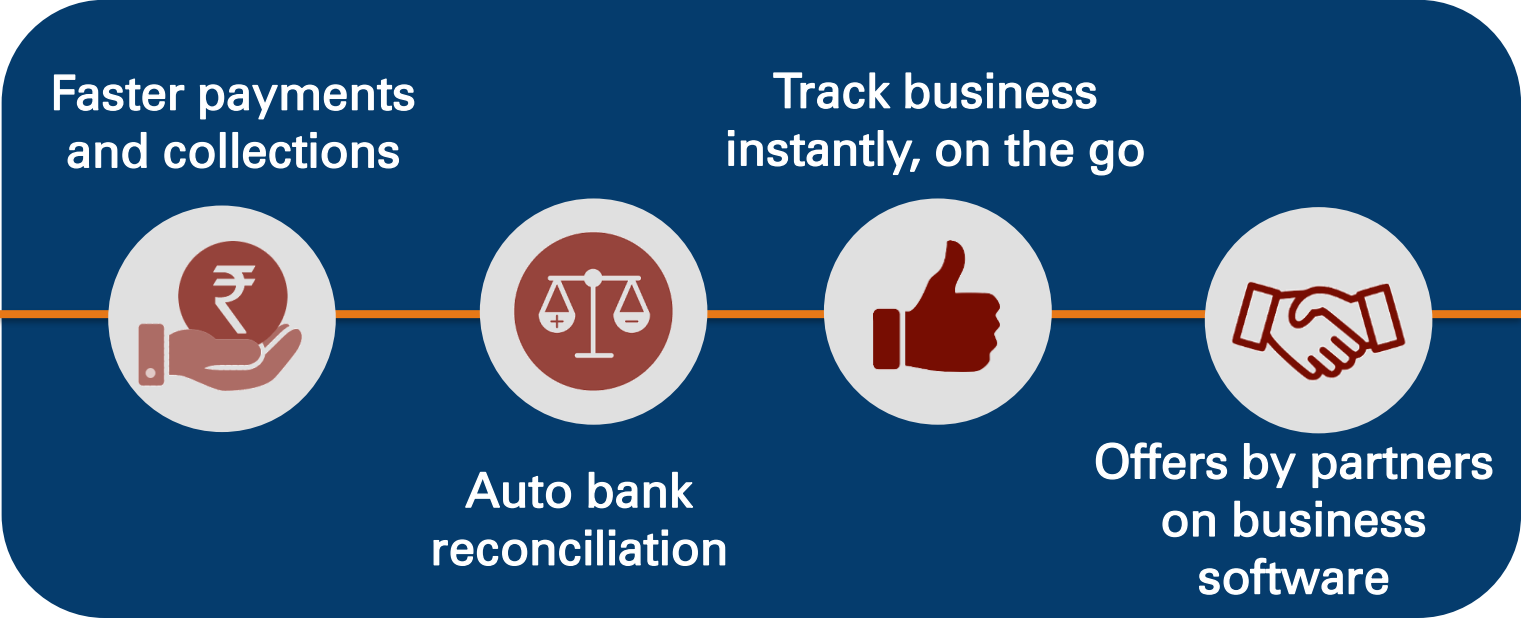 Faster payments
and collections
₹
Auto bank
reconciliation
+ −
Track business
instantly, on the go
Offers by partners
on business
software